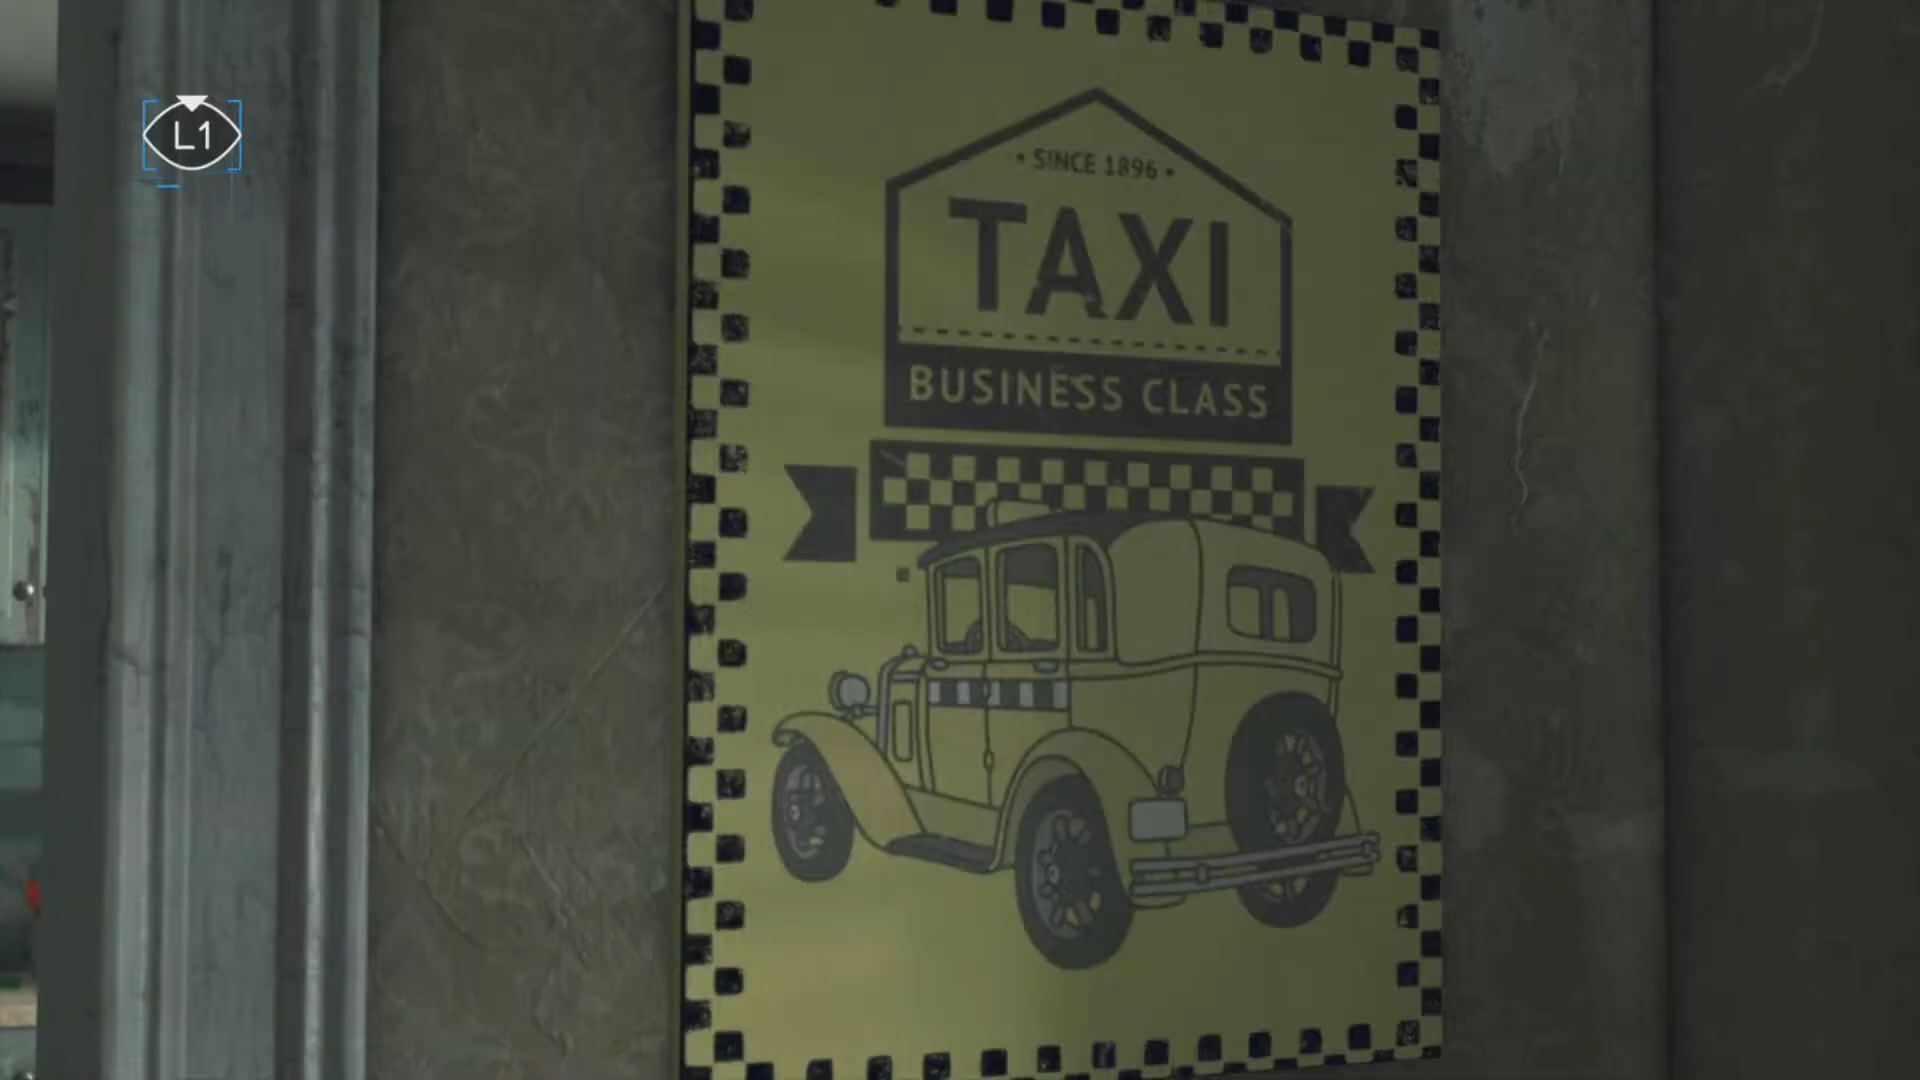 L1
• SINCE 1896 •
TAXI
BUSINESS CLASS